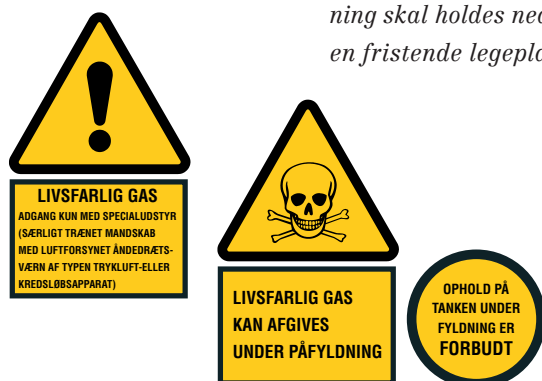 ning skal holdes ned
en fristende legepla
LIVSFARLIG GAS
ADGANG KUN MED SPECIALUDSTYR
(SÆRLIGT TRÆNET MANDSKAB
MED LUFTFORSYNET ÅNDEDRÆTS-
VÆRN AF TYPEN TRYKLUFT-ELLER
KREDSLØBSAPPARAT)
LIVSFARLIG GAS
KAN AFGIVES
UNDER PÅFYLDNING
OPHOLD PÅ
TANKEN UNDER
FYLDNING ER
FORBUDT